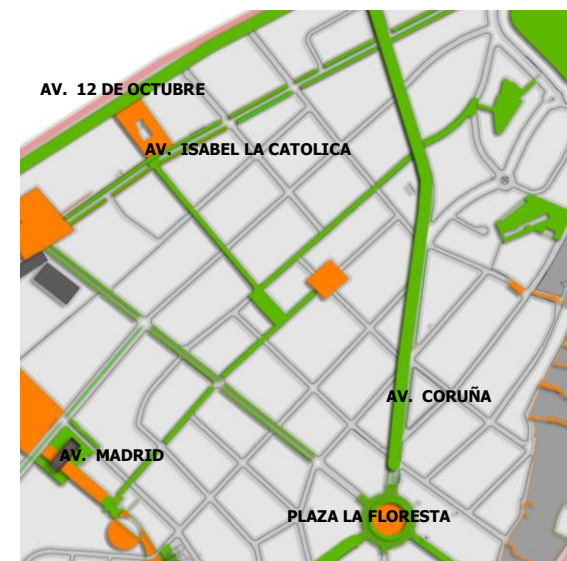 AV. 12 DE OCTUBRE
AV. ISABEL LA CATOLICA
AV. CORUÑA
AV. MADRID
PLAZA LA FLORESTA